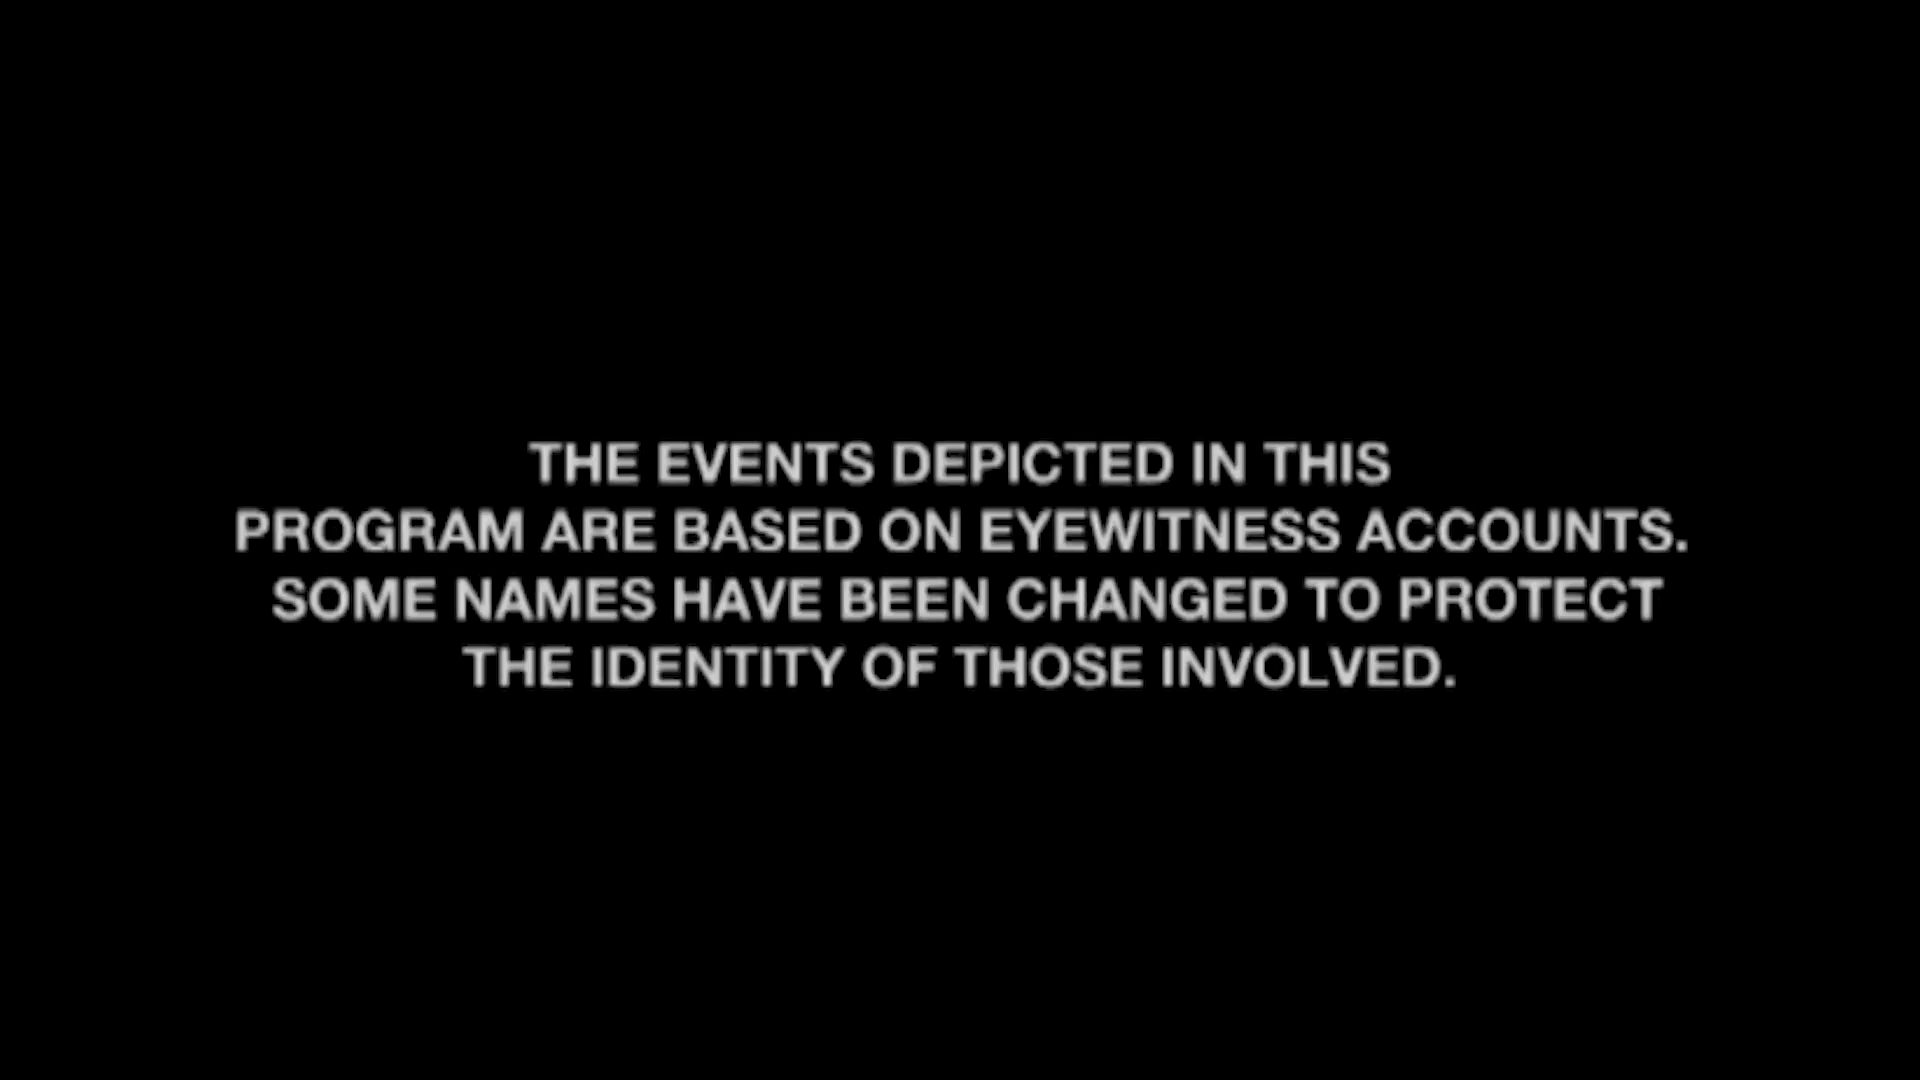 THE EVENTS DEPICTED IN THIS
PROGRAM ARE BASED ON EYEWITNESS ACCOUNTS.
SOME NAMES HAVE BEEN CHANGED TO PROTECT
THE IDENTITY OF THOSE INVOLVED.